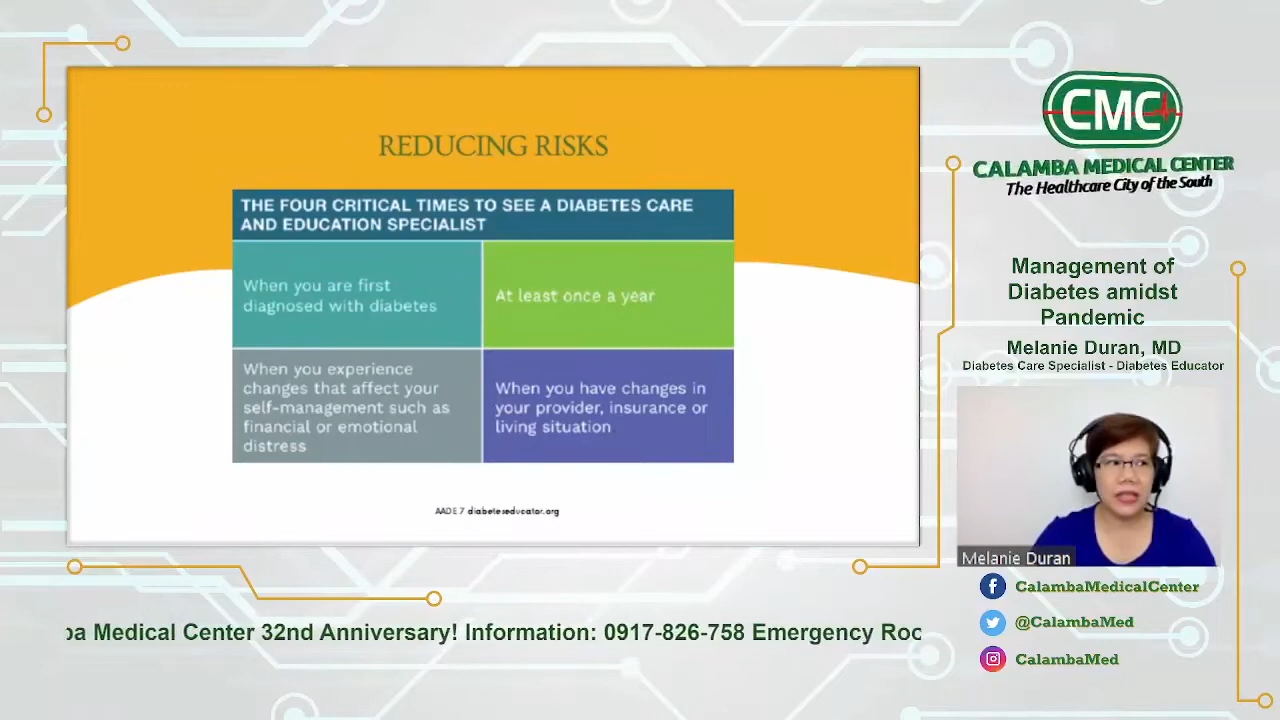 REDUCING RISKS
THE FOUR CRITICAL TIMES TO SEE A DIABETES CARE
AND EDUCATION SPECIALIST
When you are first
diagnosed with diabetes
At least once a year
When you experience
changes that affect your
self-management such as
financial or emotional
distress
When you have changes in
your provider, insurance or
living situation
AADE 7 diabeteseducator.org
CMC
CALAMBA MEDICAL CENTER
The Healthcare City of the South
Management of
Diabetes amidst
Pandemic
Melanie Duran, MD
Diabetes Care Specialist - Diabetes Educator
Melanie Duran
CalambaMedicalCenter
@CalambaMed
CalambaMed
ba Medical Center 32nd Anniversary! Information: 0917-826-758 Emergency Roo